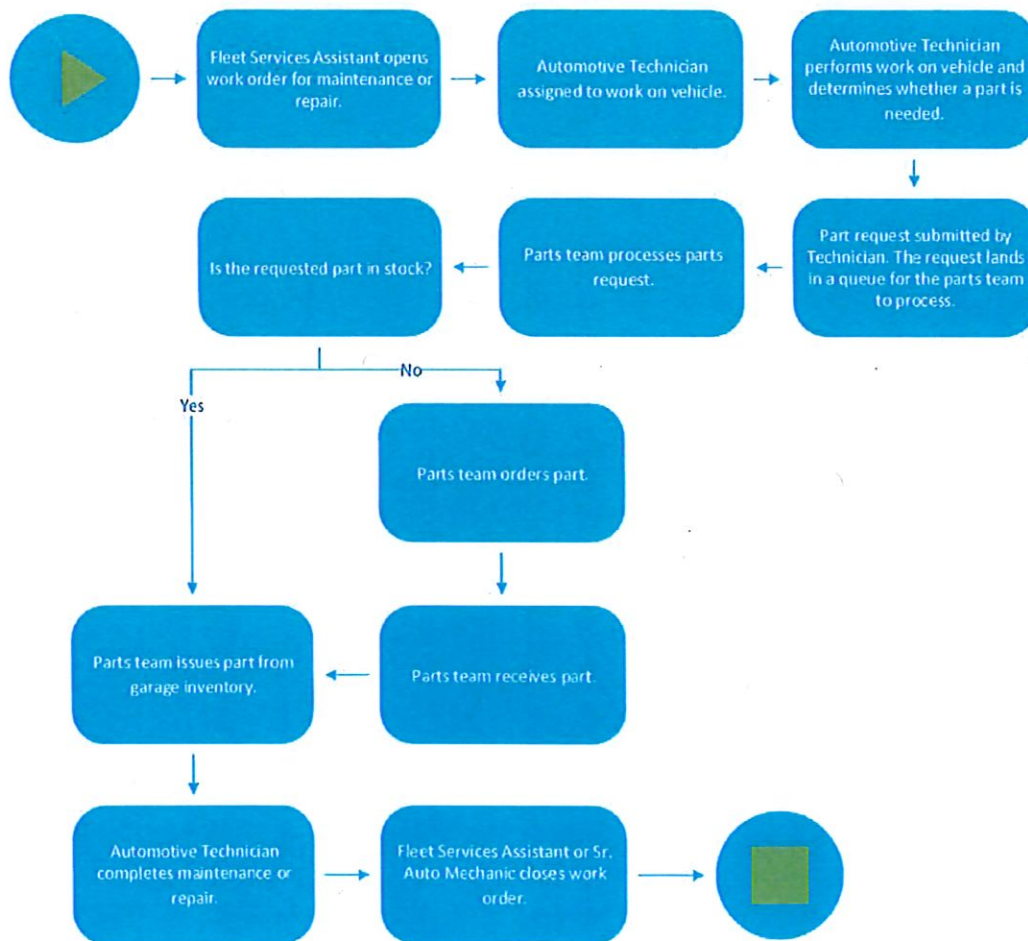 Fleet Services Assistant opens
work order for maintenance or
repair.
Automotive Technician
assigned to work on vehicle.
Automotive Technician
performs work on vehicle and
determines whether a part is
needed.
Part request submitted by
Technician. The request lands
in a queue for the parts team
to process.
Parts team processes parts
request.
Is the requested part in stock?
No
Yes
Parts team orders part.
Parts team receives part.
Parts team issues part from
garage inventory.
Automotive Technician
completes maintenance or
repair.
Fleet Services Assistant or Sr.
Auto Mechanic closes work
order.